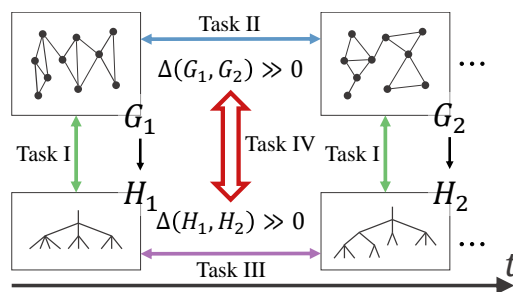 Task II
Δ(G₁, G₂) ≫ 0
...
G₁
G₂
Task I
Task IV
Task I
H₁
H₂
Δ(H₁, H₂) ≫ 0
...
Task III
t